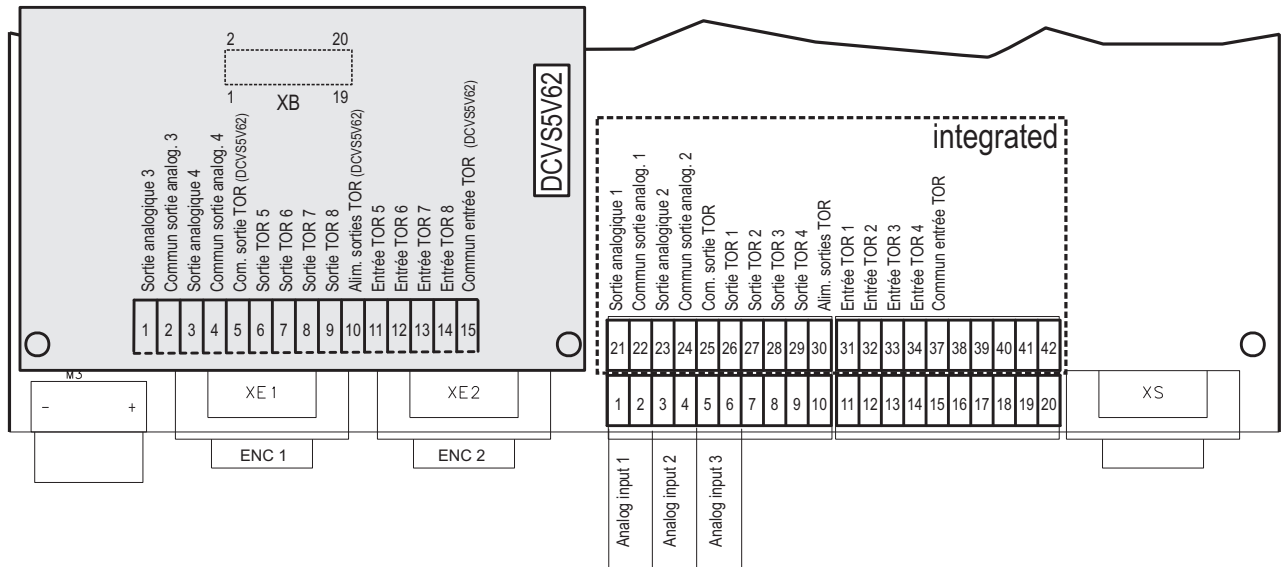 2 20
1 19
XB
DCVS5V62
Sortie analogique 3
Commun sortie analog. 3
Sortie analogique 4
Commun sortie analog. 4
Com. sortie TOR (DCVS5V62)
Sortie TOR 5
Sortie TOR 6
Sortie TOR 7
Sortie TOR 8
Alim. sorties TOR (DCVS5V62)
Entrée TOR 5
Entrée TOR 6
Entrée TOR 7
Entrée TOR 8
Commun entrée TOR (DCVS5V62)
1 2 3 4 5 6 7 8 9 10 11 12 13 14 15
integrated
Sortie analogique 1
Commun sortie analog. 1
Sortie analogique 2
Commun sortie analog. 2
Com. sortie TOR
Sortie TOR 1
Sortie TOR 2
Sortie TOR 3
Sortie TOR 4
Alim. sorties TOR
Entrée TOR 1
Entrée TOR 2
Entrée TOR 3
Entrée TOR 4
Commun entrée TOR
21 22 23 24 25 26 27 28 29 30 31 32 33 34 37 38 39 40 41 42
1 2 3 4 5 6 7 8 9 10 11 12 13 14 15 16 17 18 19 20
M3
- +
XE1
XE2
XS
ENC 1
ENC 2
Analog input 1
Analog input 2
Analog input 3